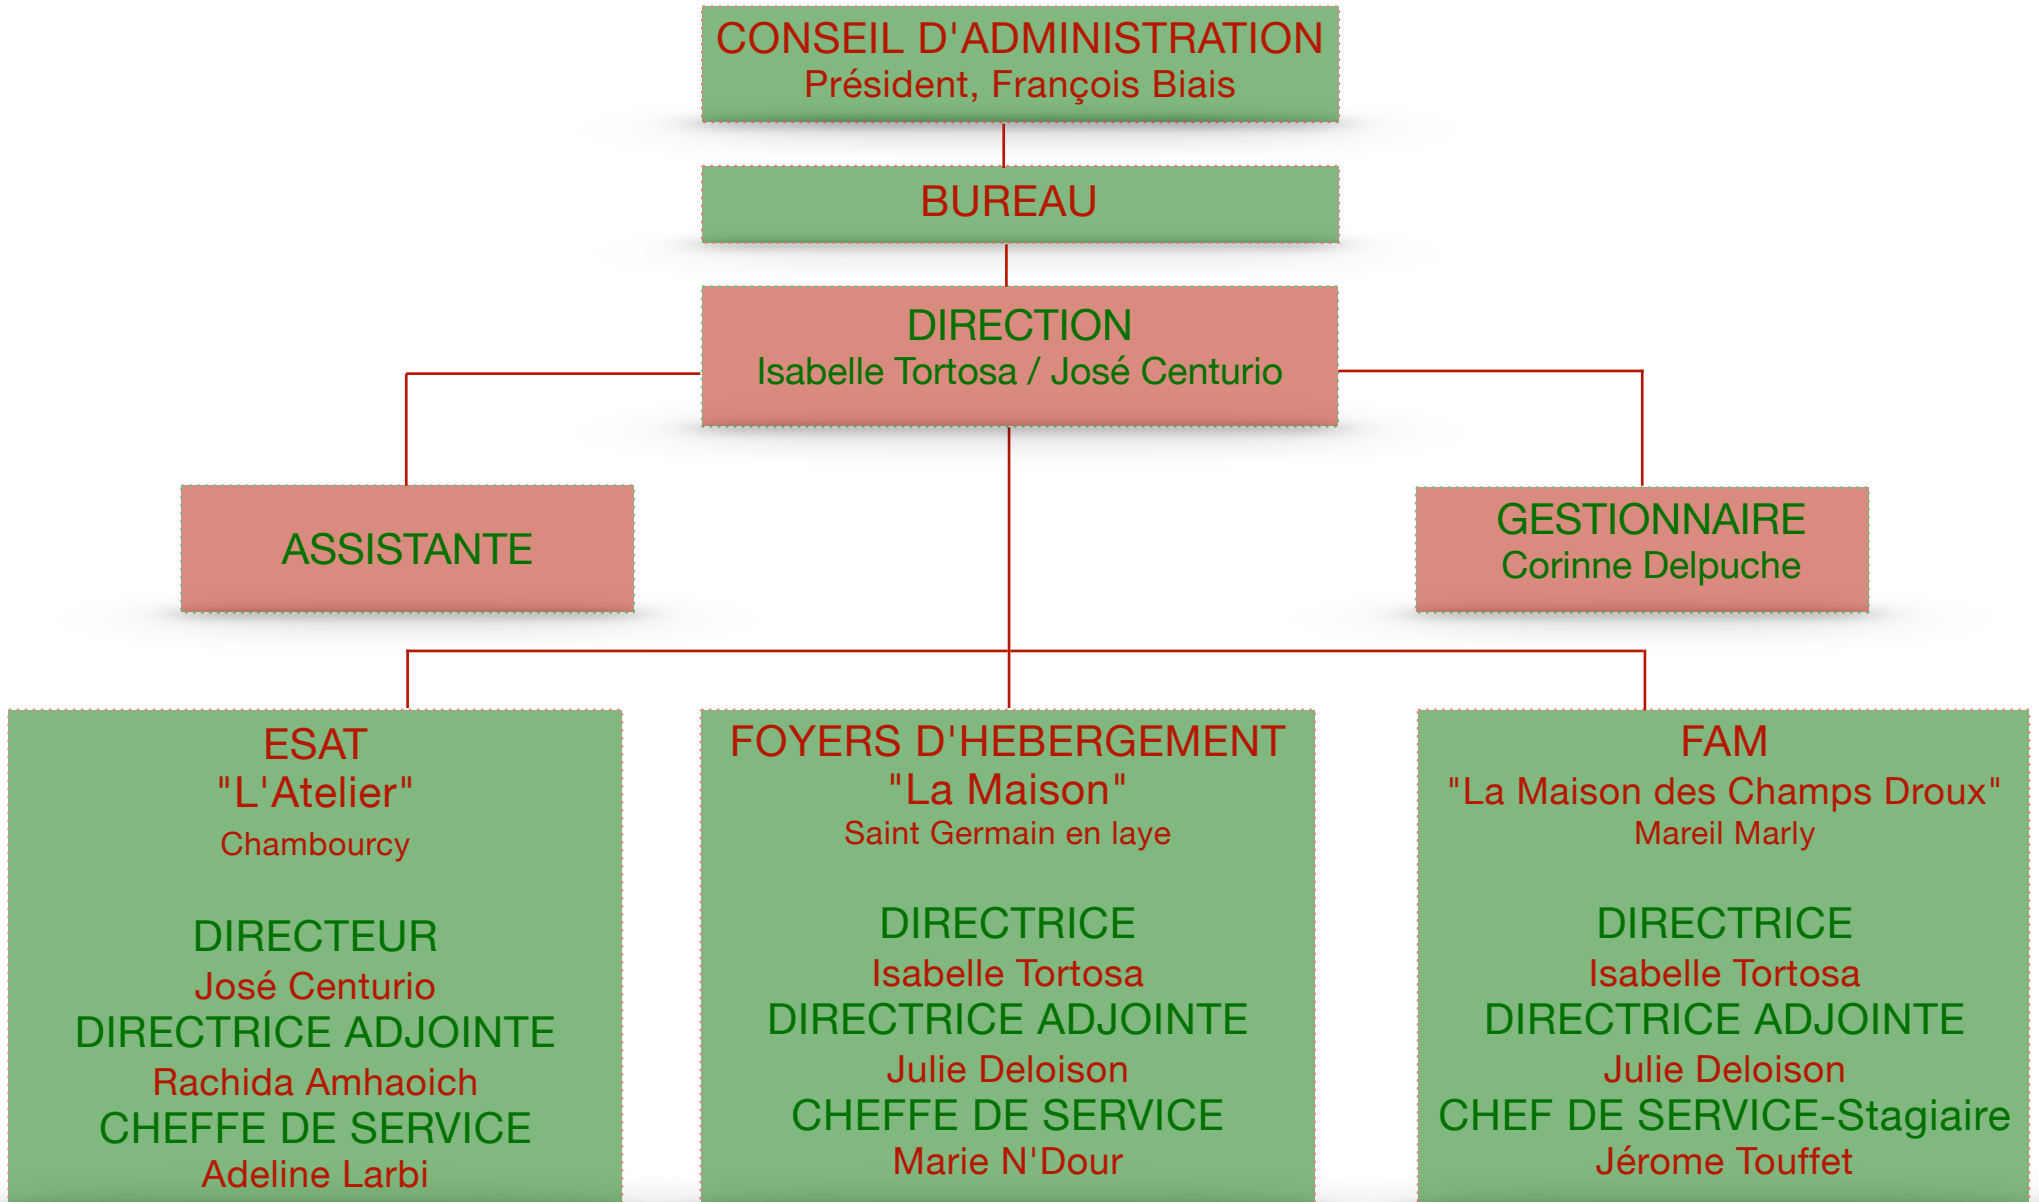 CONSEIL D'ADMINISTRATION
Président, François Biais
BUREAU
DIRECTION
Isabelle Tortosa / José Centurio
ASSISTANTE
GESTIONNAIRE
Corinne Delpuche
ESAT
"L'Atelier"
Chambourcy
DIRECTEUR
José Centurio
DIRECTRICE ADJOINTE
Rachida Amhaoich
CHEFFE DE SERVICE
Adeline Larbi
FOYERS D'HEBERGEMENT
"La Maison"
Saint Germain en laye
DIRECTRICE
Isabelle Tortosa
DIRECTRICE ADJOINTE
Julie Deloison
CHEFFE DE SERVICE
Marie N'Dour
FAM
"La Maison des Champs Droux"
Mareil Marly
DIRECTRICE
Isabelle Tortosa
DIRECTRICE ADJOINTE
Julie Deloison
CHEF DE SERVICE-Stagiaire
Jérome Touffet